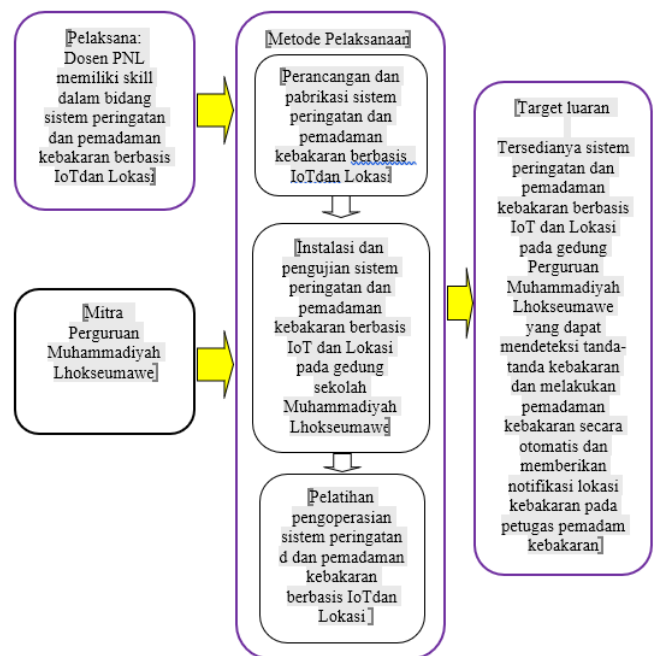 Pelaksana:
Dosen PNL
memiliki skill
dalam bidang
sistem peringatan
dan pemadaman
kebakaran berbasis
IoTdan Lokasi
Mitra
Perguruan
Muhammadiyah
Lhokseumawe
Metode Pelaksanaan
Perancangan dan
pabrikasi sistem
peringatan dan
pemadaman
kebakaran berbasis
IoTdan Lokasi
Instalasi dan
pengujian sistem
peringatan dan
pemadaman
kebakaran berbasis
IoT dan Lokasi
pada gedung
sekolah
Muhammadiyah
Lhokseumawe
Pelatihan
pengoperasian
sistem peringatan
d dan pemadaman
kebakaran
berbasis IoTdan
Lokasi
Target luaran
Tersedianya sistem
peringatan dan
pemadaman
kebakaran berbasis
IoT dan Lokasi
pada gedung
Perguruan
Muhammadiyah
Lhokseumawe
yang dapat
mendeteksi tanda-
tanda kebakaran
dan melakukan
pemadaman
kebakaran secara
otomatis dan
memberikan
notifikasi lokasi
kebakaran pada
petugas pemadam
kebakaran